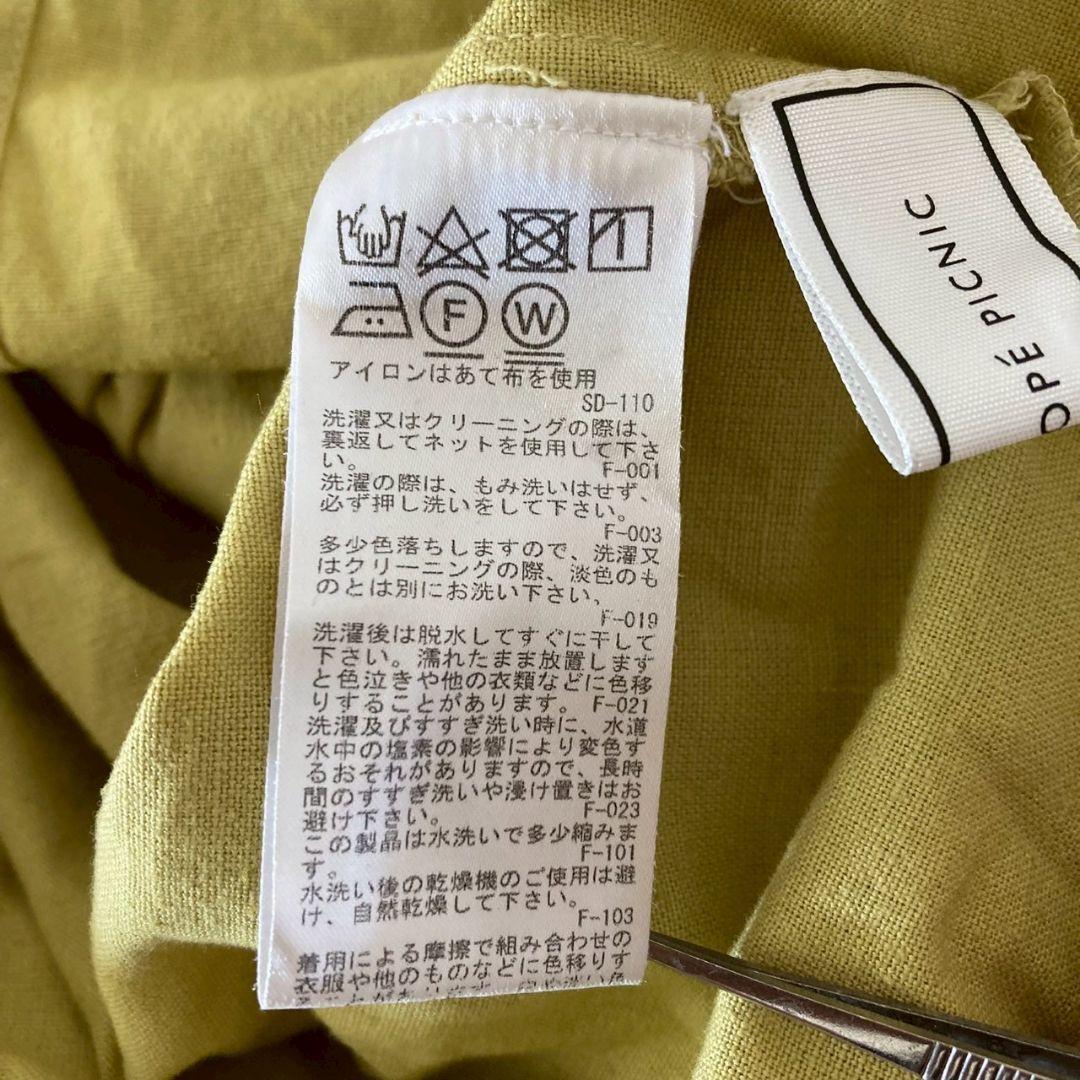 F W
アイロンはあて布を使用
SD-110
洗濯又はクリーニングの際は、
裏返してネットを使用して下さ
い。
F-001
洗濯の際は、もみ洗いはせず、
必ず押し洗いをして下さい。
F-003
多少色落ちしますので、洗濯又
はクリーニングの際、淡色のも
のとは別にお洗い下さい。
F-019
洗濯後は脱水してすぐに干して
下さい。濡れたまま放置します
と色泣きや他の衣類などに色移
りすることがあります。 F-021
洗濯及びすすぎ洗い時に、水道
水中の塩素の影響により変色す
るおそれがありますので、長時
間のすすぎ洗いや浸け置きはお
避け下さい。
F-023
この製品は水洗いで多少縮みま
す。
F-101
水洗い後の乾燥機のご使用は避
け、自然乾燥して下さい。
F-103
着用による摩擦で組み合わせの
衣服や他のものなどに色移りす
OPÉ PICNIC